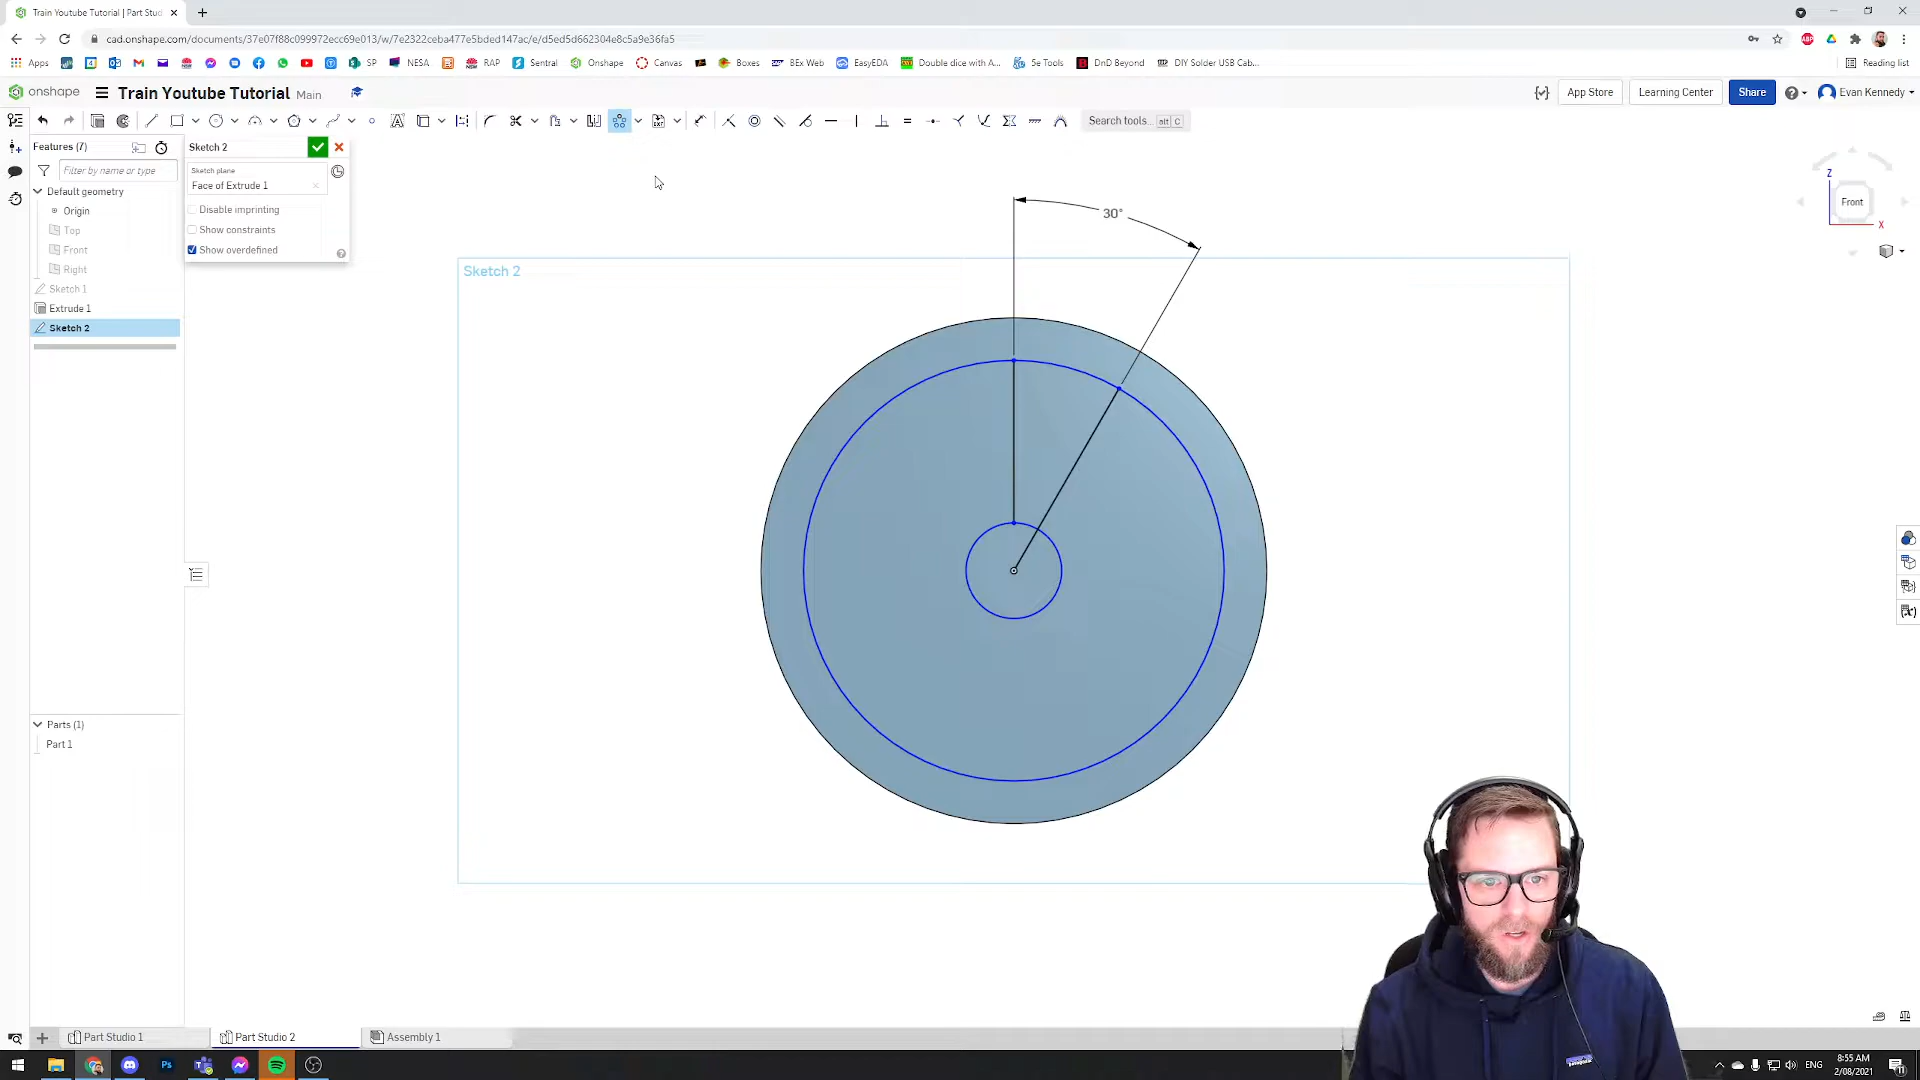 Train Youtube Tutorial | Part Stud
cad.onshape.com/documents/37e07f88c099972ecc69e013/w/7e2322ceba477e5bded147ac/e/d5ed5d662304e8c5a9e36fa5
Apps SP NESA RAP Sentral Onshape Canvas Boxes BEx Web EasyEDA Double dice with A... 5e Tools DnD Beyond DIY Solder USB Cab... Reading list
onshape Train Youtube Tutorial Main App Store Learning Center Share Evan Kennedy
Search tools... alt C
Features (7)
Filter by name or type
Default geometry
Origin
Top
Front
Right
Sketch 1
Extrude 1
Sketch 2
Sketch 2
Sketch plane
Face of Extrude 1
Disable imprinting
Show constraints
Show overdefined
30°
Sketch 2
Z
Front
X
Parts (1)
Part 1
Part Studio 1 Part Studio 2 Assembly 1
ENG
8:55 AM
2/08/2021